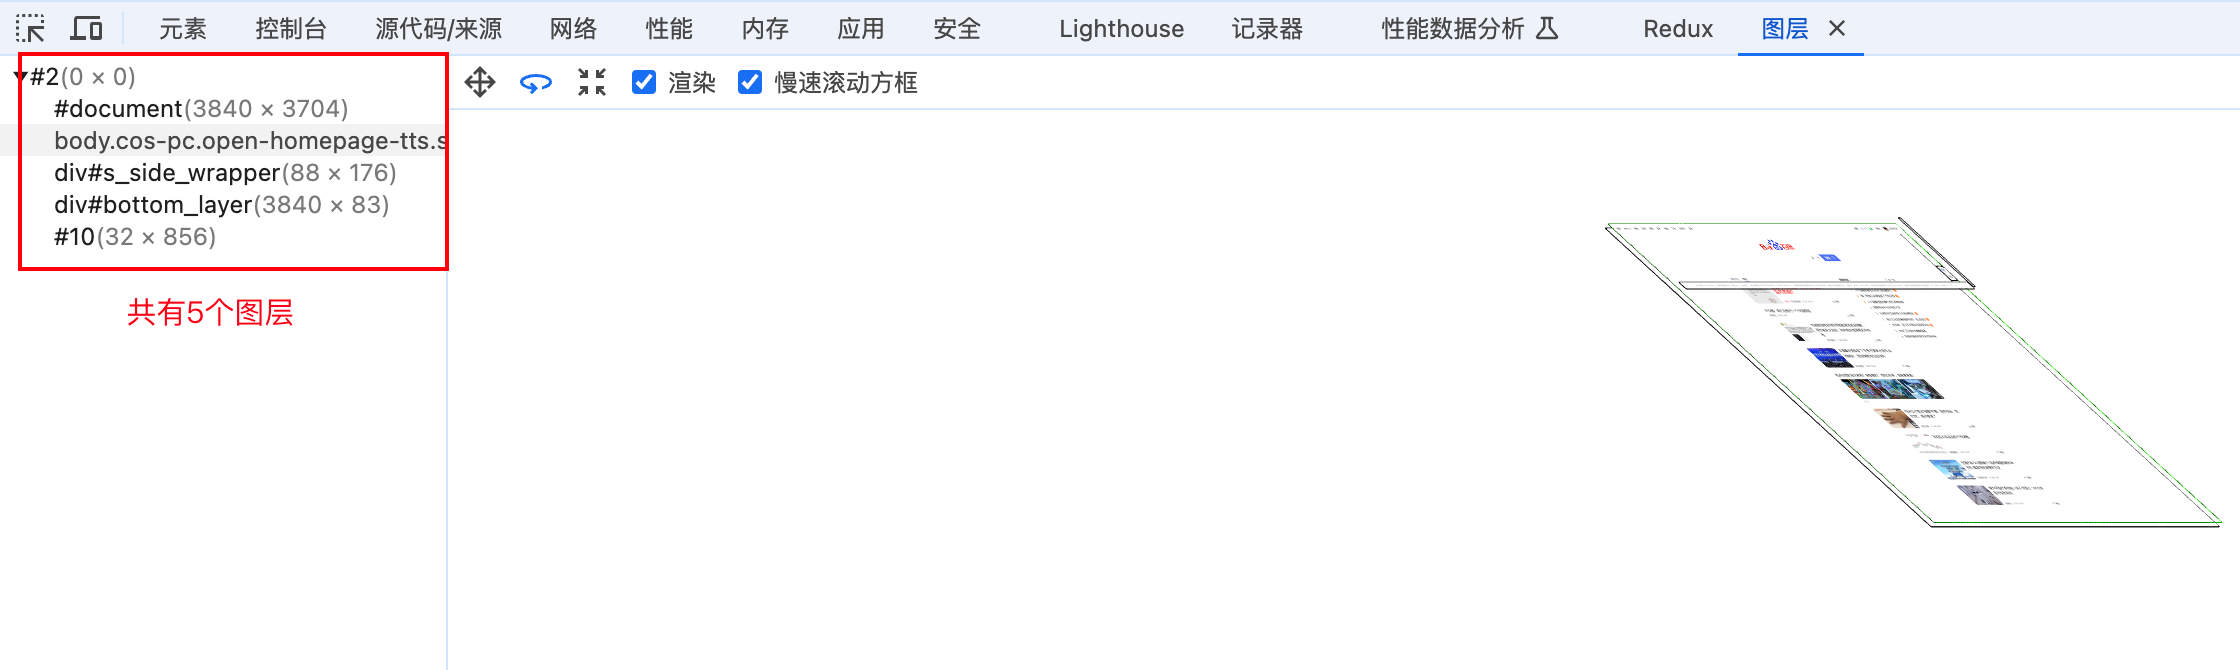 元素 控制台 源代码/来源 网络 性能 内存 应用 安全 Lighthouse 记录器 性能数据分析 Redux 图层
#2(0 × 0)
渲染 慢速滚动方框
#document(3840 × 3704)
body.cos-pc.open-homepage-tts.s
div#s_side_wrapper(88 × 176)
div#bottom_layer(3840 × 83)
#10(32 × 856)
共有5个图层